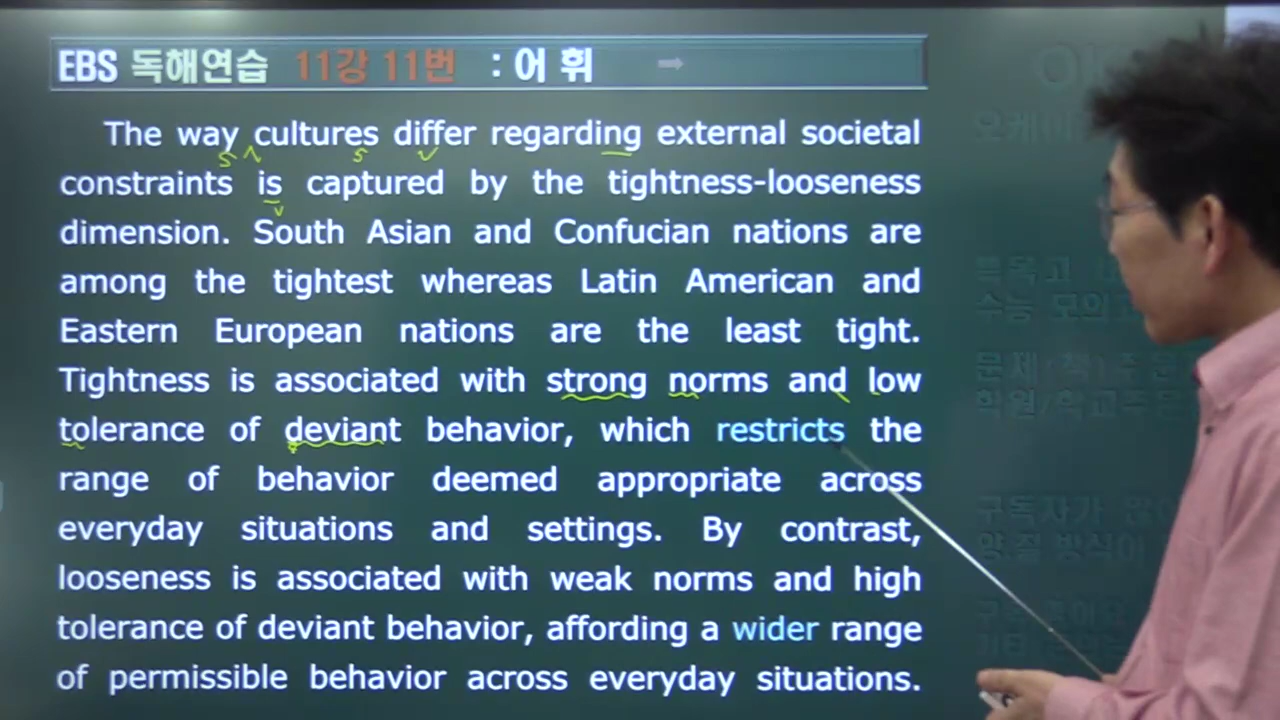 EBS 독해연습 11강 11번 : 어 휘 ➡
The way cultures differ regarding external societal
constraints is captured by the tightness-looseness
dimension. South Asian and Confucian nations are
among the tightest whereas Latin American and
Eastern European nations are the least tight.
Tightness is associated with strong norms and low
tolerance of deviant behavior, which restricts the
range of behavior deemed appropriate across
everyday situations and settings. By contrast,
looseness is associated with weak norms and high
tolerance of deviant behavior, affording a wider range
of permissible behavior across everyday situations.